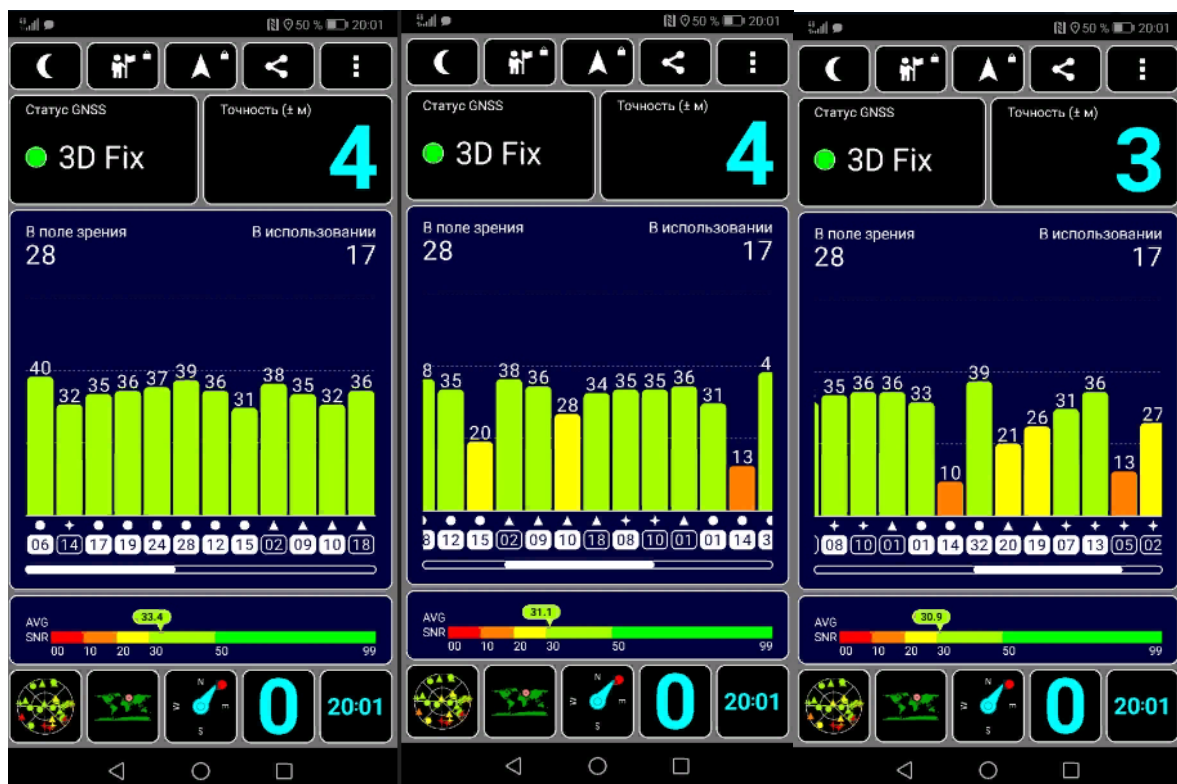 50 % 20:01
Статус GNSS
3D Fix
Точность (± м)
4
В поле зрения
28
В использовании
17
40 32 35 36 37 39 36 31 38 35 32 36
06 14 17 19 24 28 12 15 02 09 10 18
33.4
AVG
SNR
00 10 20 30 50 99
N
W E
S
0
20:01
50 % 20:01
Статус GNSS
3D Fix
Точность (± м)
4
В поле зрения
28
В использовании
17
8 35 20 38 36 28 34 35 35 36 31 13 4
8 12 15 02 09 10 18 08 10 01 01 14 3
31.1
AVG
SNR
00 10 20 30 50 99
N
W E
S
0
20:01
50 % 20:01
Статус GNSS
3D Fix
Точность (± м)
3
В поле зрения
28
В использовании
17
35 36 36 33 10 39 21 26 31 36 13 27
08 10 01 01 14 32 20 19 07 13 05 02
30.9
AVG
SNR
00 10 20 30 50 99
N
W E
S
0
20:01